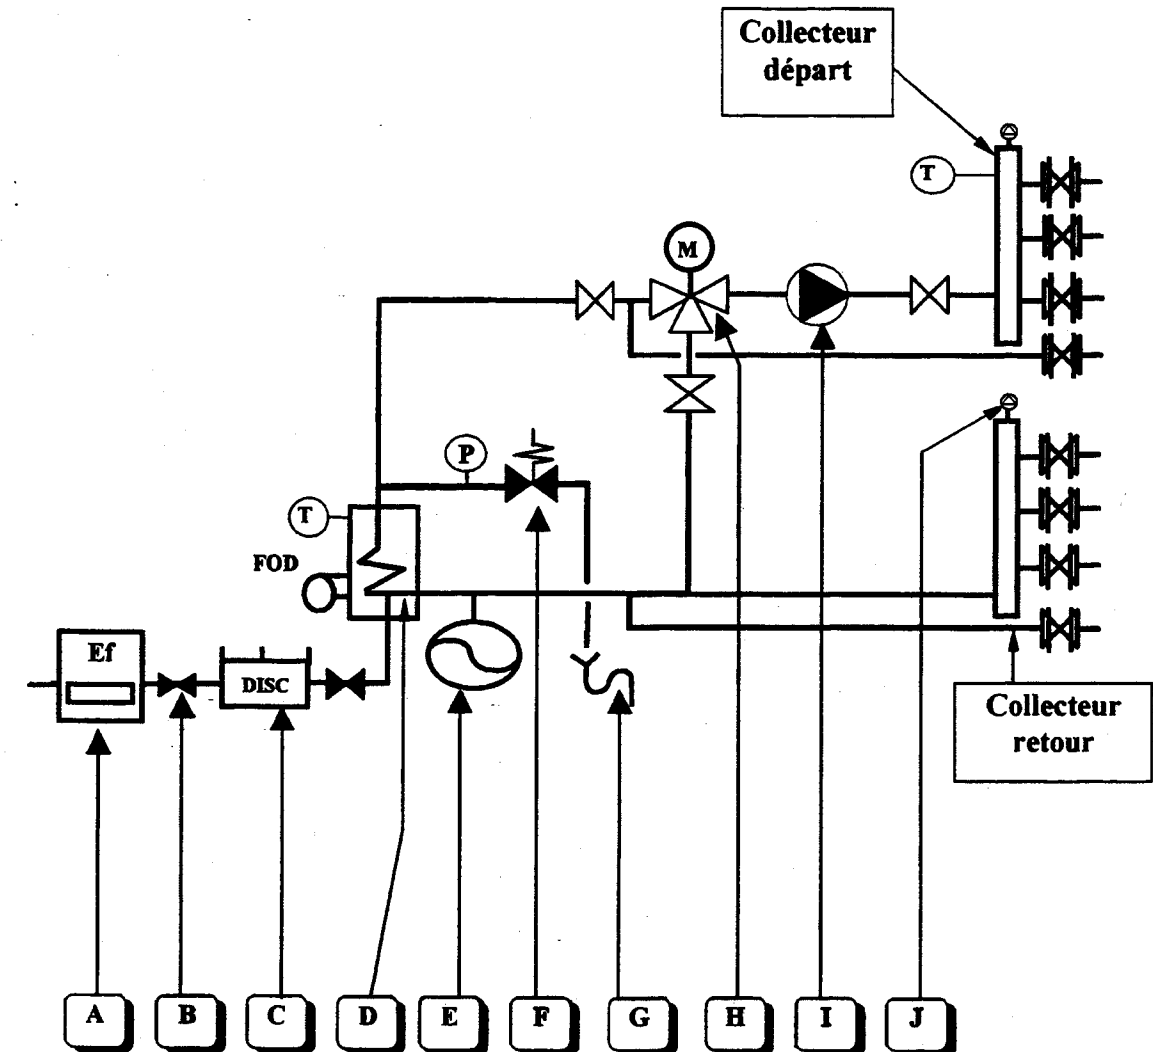 Collecteur
départ
T
M
P
T
FOD
Ef
DISC
Collecteur
retour
A B C D E F G H I J